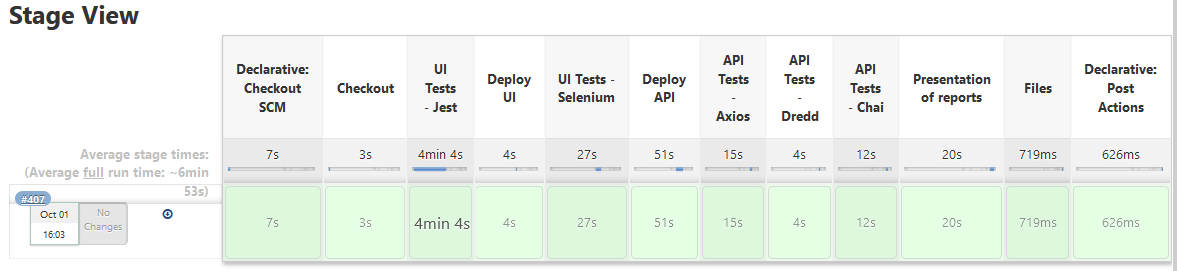 Stage View
Declarative: Checkout SCM
Checkout
UI Tests - Jest
Deploy UI
UI Tests - Selenium
Deploy API
API Tests - Axios
API Tests - Dredd
API Tests - Chai
Presentation of reports
Files
Declarative: Post Actions
Average stage times:
(Average full run time: ~6min
53s)
7s
3s
4min 4s
4s
27s
51s
15s
4s
12s
20s
719ms
626ms
#407
Oct 01
16:03
No
Changes
7s
3s
4min 4s
4s
27s
51s
15s
4s
12s
20s
719ms
626ms